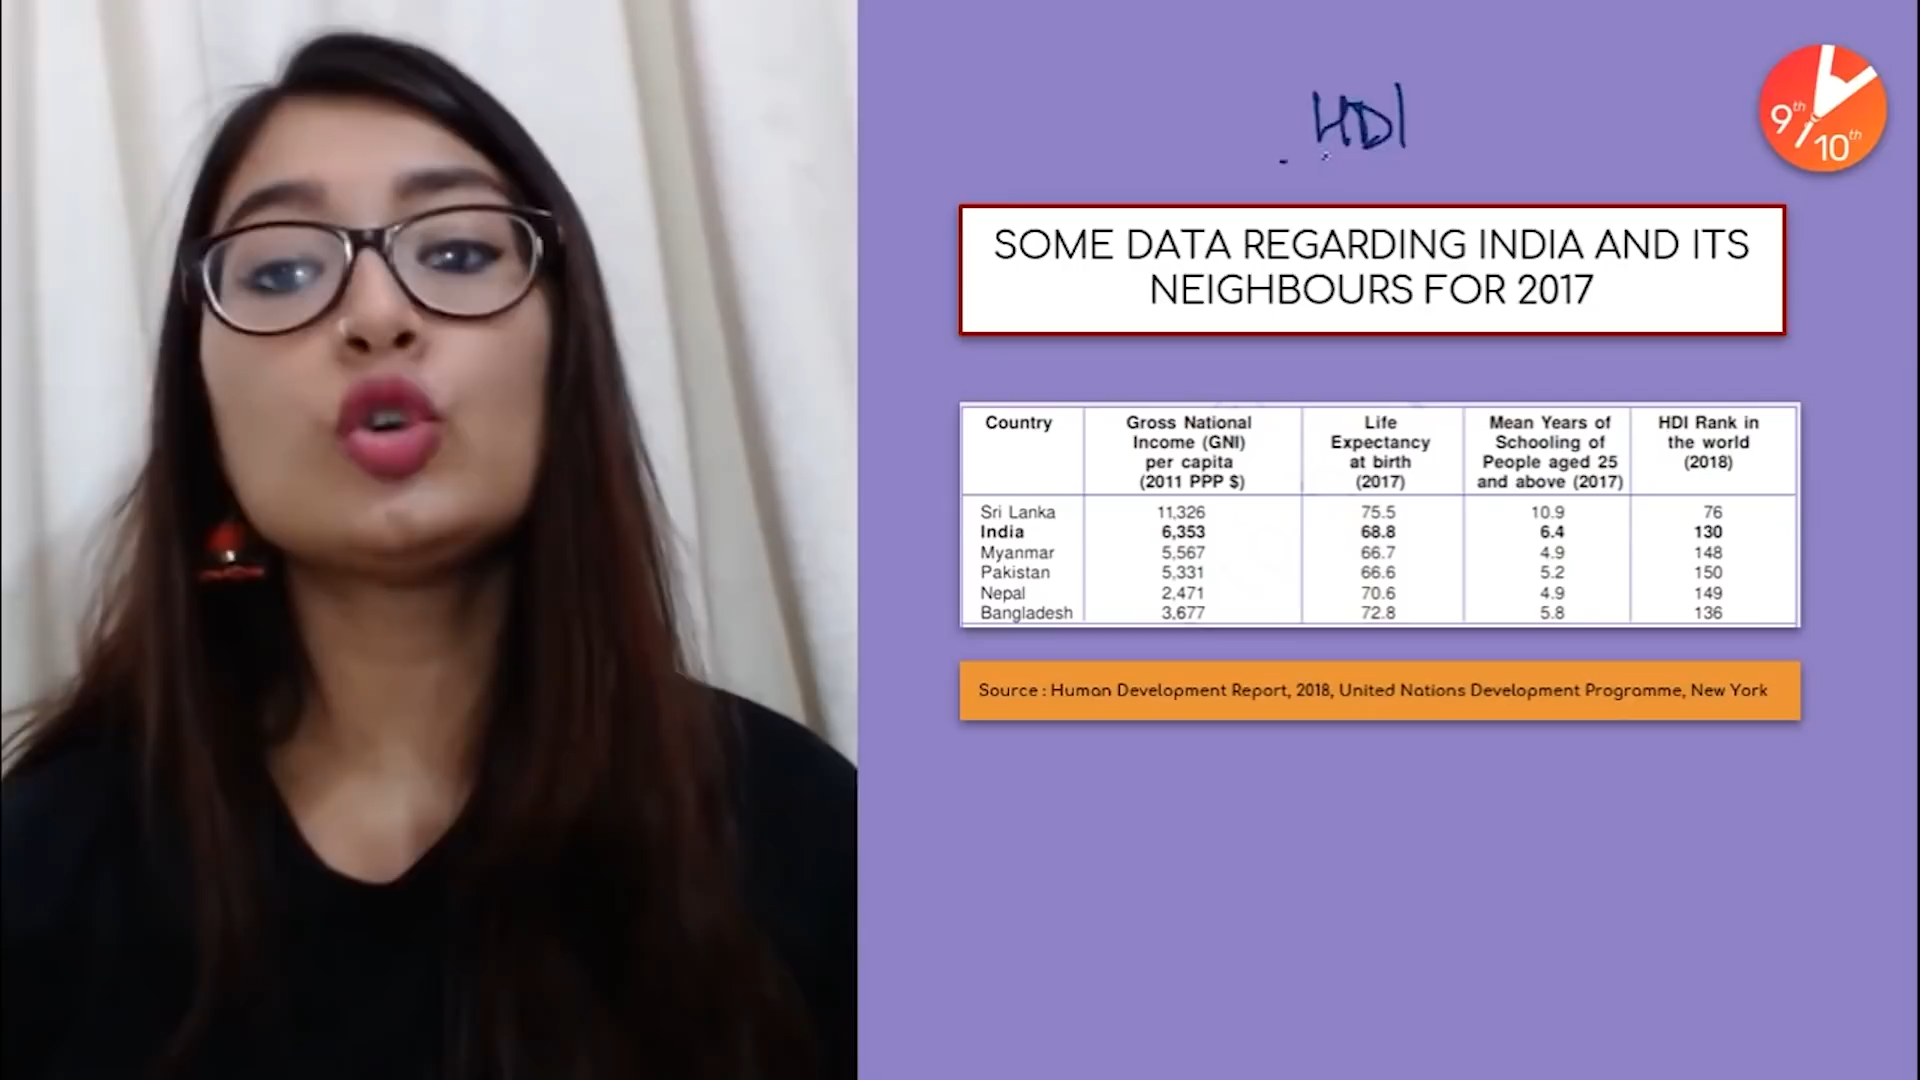 HDI
9th
10th
SOME DATA REGARDING INDIA AND ITS
NEIGHBOURS FOR 2017
Country Gross National Income (GNI) per capita (2011 PPP $) Life Expectancy at birth (2017) Mean Years of Schooling of People aged 25 and above (2017) HDI Rank in the world (2018)
Sri Lanka 11,326 75.5 10.9 76
India 6,353 68.8 6.4 130
Myanmar 5,567 66.7 4.9 148
Pakistan 5,331 66.6 5.2 150
Nepal 2,471 70.6 4.9 149
Bangladesh 3,677 72.8 5.8 136
Source : Human Development Report, 2018, United Nations Development Programme, New York